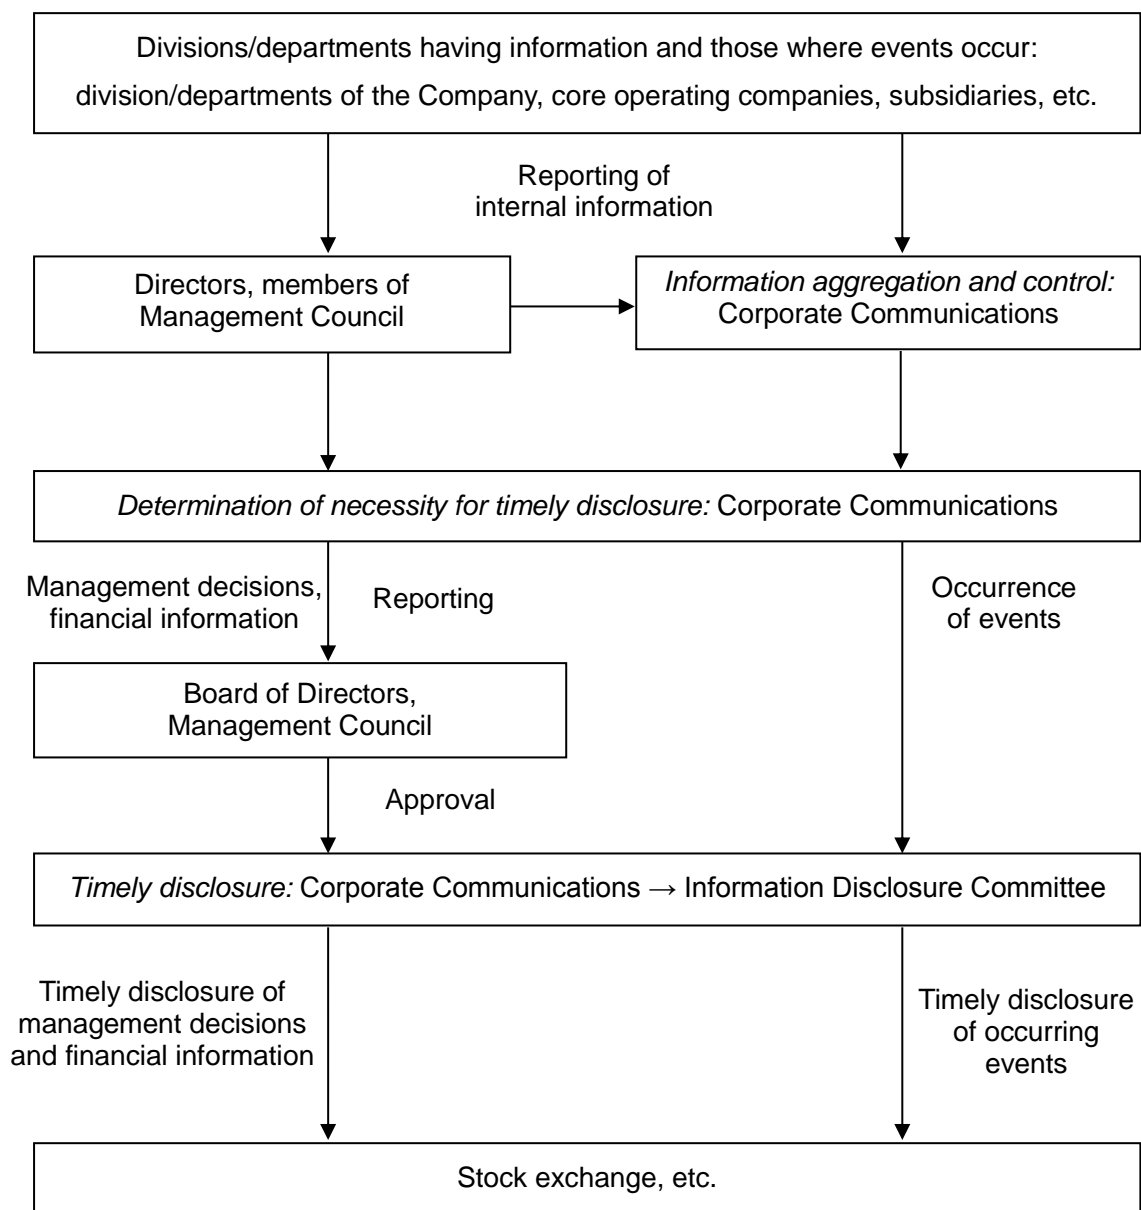 Divisions/departments having information and those where events occur:
division/departments of the Company, core operating companies, subsidiaries, etc.
Reporting of
internal information
Directors, members of
Management Council
Information aggregation and control:
Corporate Communications
Determination of necessity for timely disclosure: Corporate Communications
Management decisions,
financial information
Reporting
Occurrence
of events
Board of Directors,
Management Council
Approval
Timely disclosure: Corporate Communications → Information Disclosure Committee
Timely disclosure of
management decisions
and financial information
Timely disclosure
of occurring
events
Stock exchange, etc.